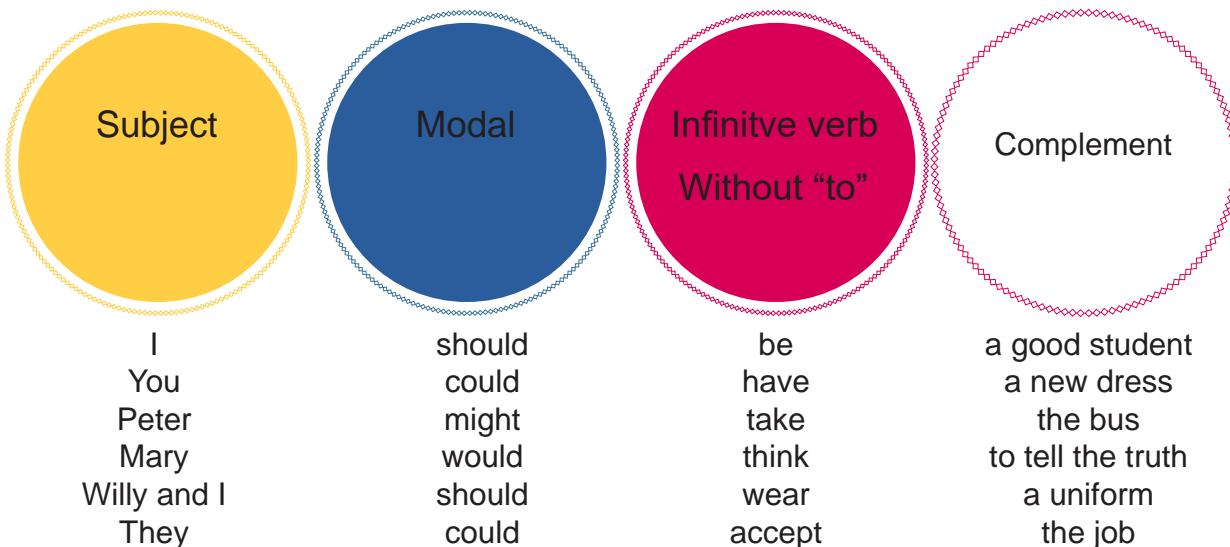 Subject Modal Infinitve verb Without “to” Complement
I should be a good student
You could have a new dress
Peter might take the bus
Mary would think to tell the truth
Willy and I should wear a uniform
They could accept the job